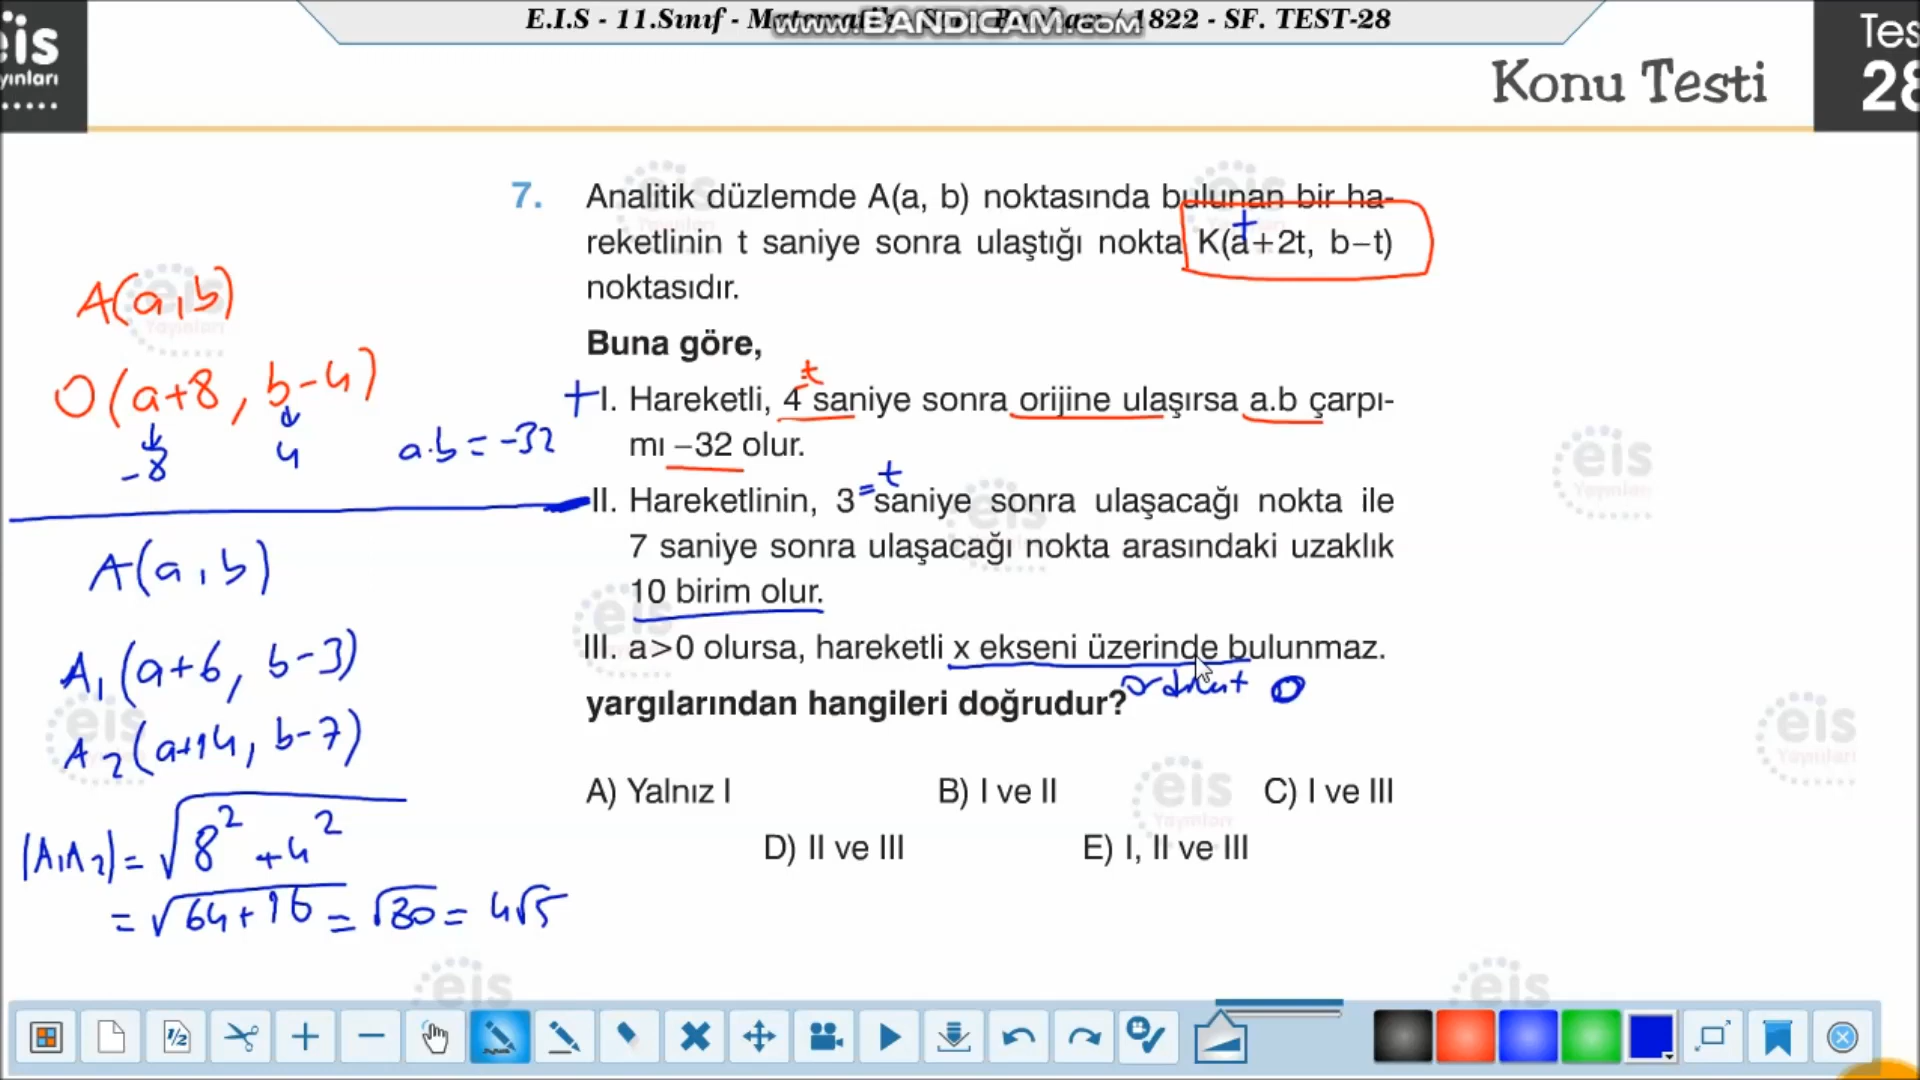 E.I.S - 11.Sınıf - Matematik
www.BANDICAM.com
/ 1822 - SF. TEST-28
eis
yınları
Konu Testi
Tes
28
7. Analitik düzlemde A(a, b) noktasında bulunan bir ha-
reketlinin t saniye sonra ulaştığı nokta K(a+2t, b−t)
noktasıdır.
Buna göre,
I. Hareketli, 4 saniye sonra orijine ulaşırsa a.b çarpı-
mı −32 olur.
II. Hareketlinin, 3 saniye sonra ulaşacağı nokta ile
7 saniye sonra ulaşacağı nokta arasındaki uzaklık
10 birim olur.
III. a>0 olursa, hareketli x ekseni üzerinde bulunmaz.
yargılarından hangileri doğrudur?
A) Yalnız I B) I ve II C) I ve III
D) II ve III E) I, II ve III
t
= t
+
ordinat 0
A(a,b)
O(a+8, b-4)
-8 4 a.b = -32
A(a,b)
A1(a+6, b-3)
A2(a+14, b-7)
|A1A2| = √8²+4²
= √64+16 = √80 = 4√5
eis Yayınları
1/2